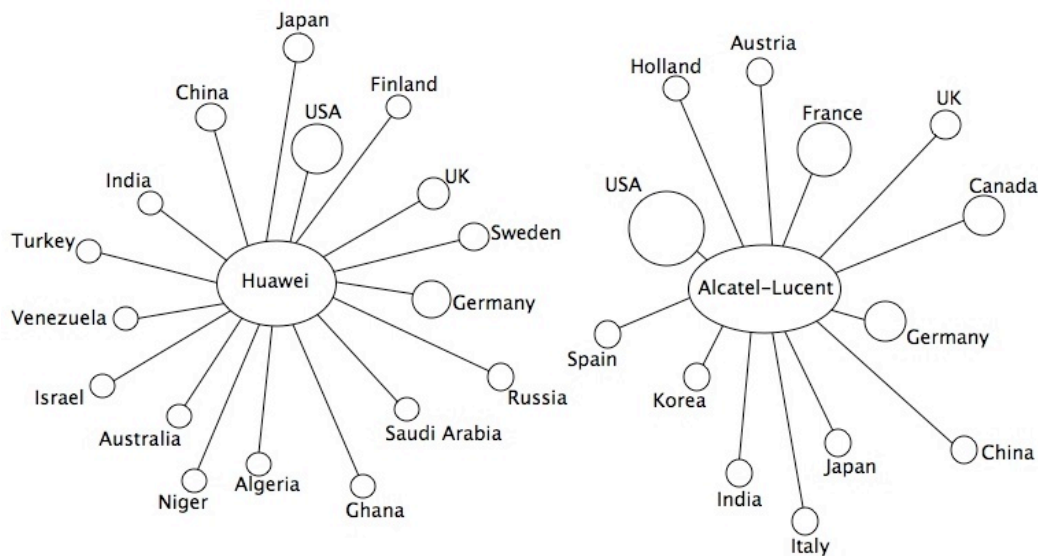 Japan
Finland
USA
China
India
UK
Turkey
Sweden
Huawei
Germany
Venezuela
Israel
Russia
Australia
Saudi Arabia
Niger
Algeria
Ghana
Austria
Holland
UK
France
USA
Canada
Alcatel-Lucent
Germany
Spain
Korea
China
Japan
India
Italy